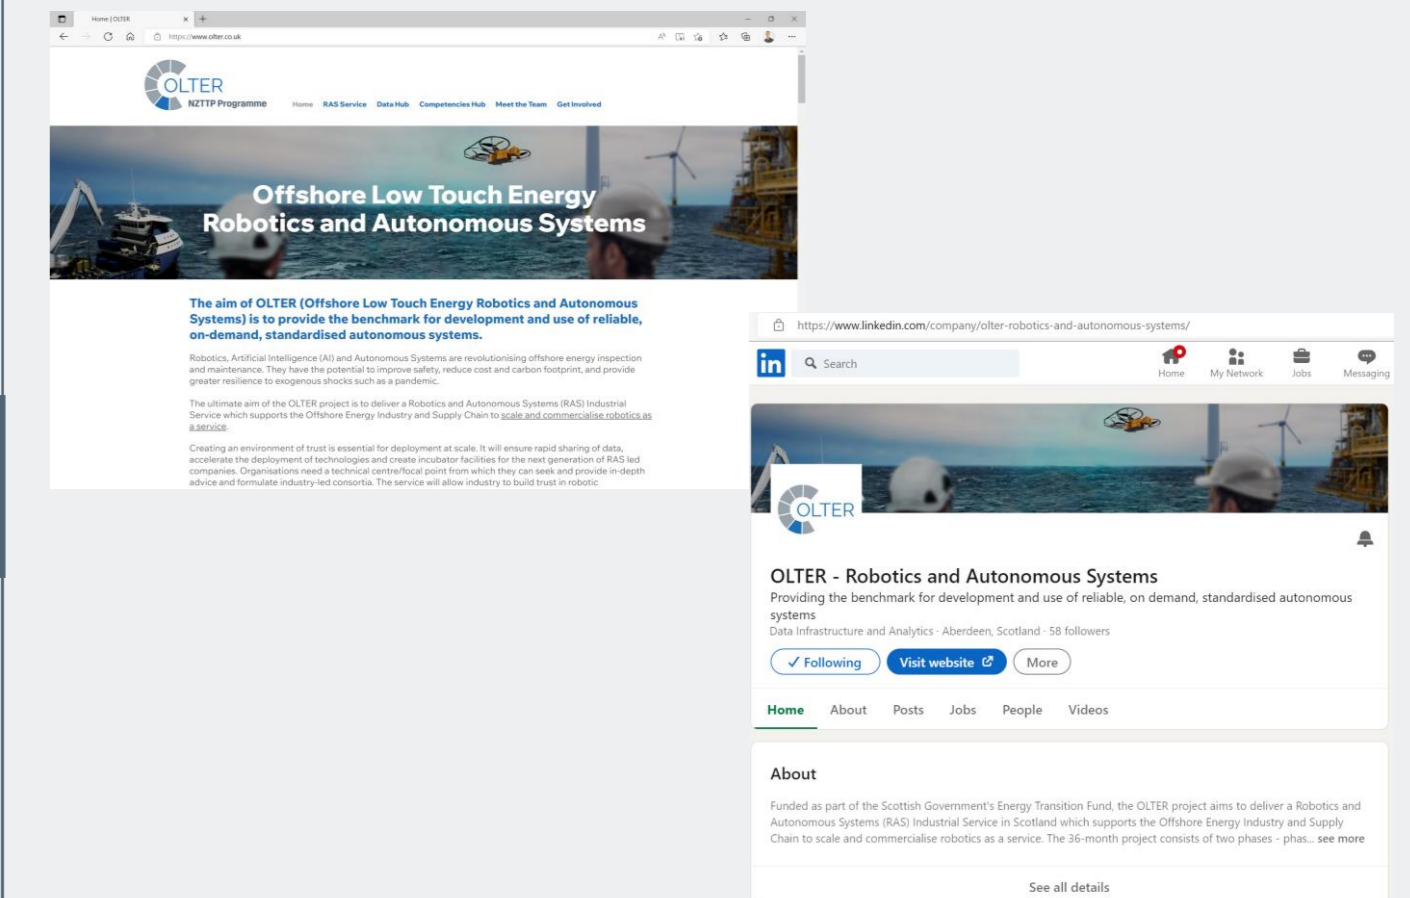 Home | OLTER
https://www.olter.co.uk
OLTER
NZTTP Programme
Home RAS Service Data Hub Competencies Hub Meet the Team Get Involved
Offshore Low Touch Energy
Robotics and Autonomous Systems
The aim of OLTER (Offshore Low Touch Energy Robotics and Autonomous
Systems) is to provide the benchmark for development and use of reliable,
on-demand, standardised autonomous systems.
Robotics, Artificial Intelligence (AI) and Autonomous Systems are revolutionising offshore energy inspection
and maintenance. They have the potential to improve safety, reduce cost and carbon footprint, and provide
greater resilience to exogenous shocks such as a pandemic.
The ultimate aim of the OLTER project is to deliver a Robotics and Autonomous Systems (RAS) Industrial
Service which supports the Offshore Energy Industry and Supply Chain to scale and commercialise robotics as
a service.
Creating an environment of trust is essential for deployment at scale. It will ensure rapid sharing of data,
accelerate the deployment of technologies and create incubator facilities for the next generation of RAS led
companies. Organisations need a technical centre/focal point from which they can seek and provide in-depth
advice and formulate industry-led consortia. The service will allow industry to build trust in robotic
https://www.linkedin.com/company/olter-robotics-and-autonomous-systems/
in
Search
Home My Network Jobs Messaging
OLTER
OLTER - Robotics and Autonomous Systems
Providing the benchmark for development and use of reliable, on demand, standardised autonomous
systems
Data Infrastructure and Analytics · Aberdeen, Scotland · 58 followers
Following Visit website More
Home About Posts Jobs People Videos
About
Funded as part of the Scottish Government's Energy Transition Fund, the OLTER project aims to deliver a Robotics and
Autonomous Systems (RAS) Industrial Service in Scotland which supports the Offshore Energy Industry and Supply
Chain to scale and commercialise robotics as a service. The 36-month project consists of two phases - phas... see more
See all details